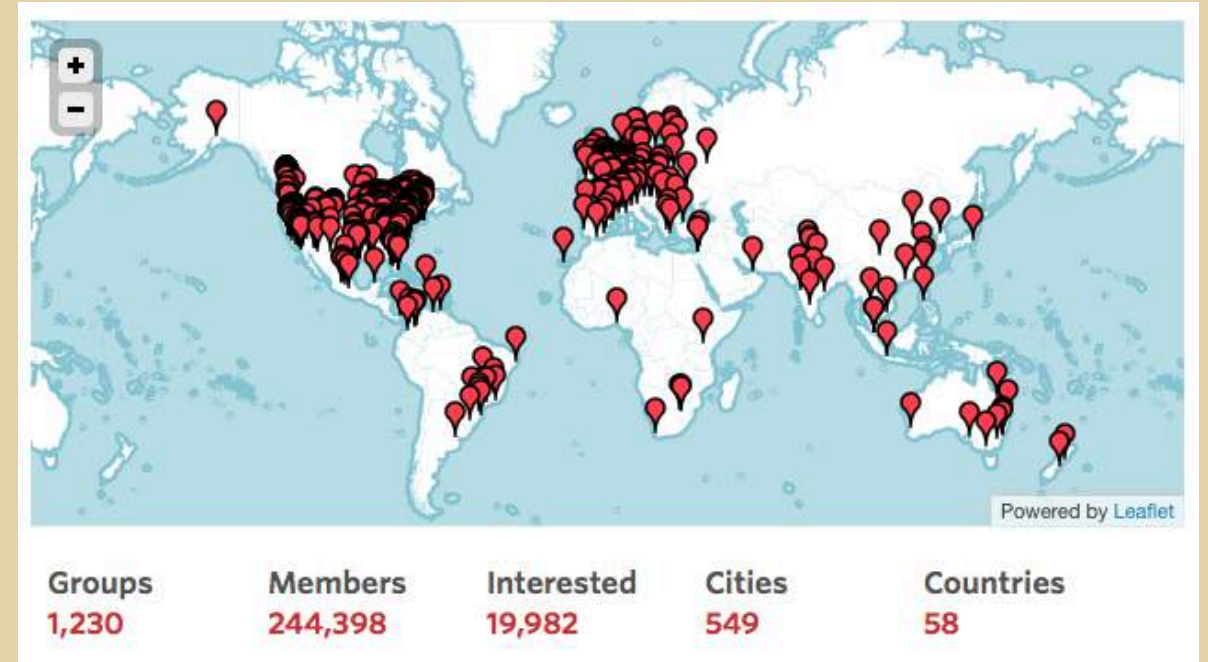 +
−
Powered by Leaflet
Groups Members Interested Cities Countries
1,230 244,398 19,982 549 58